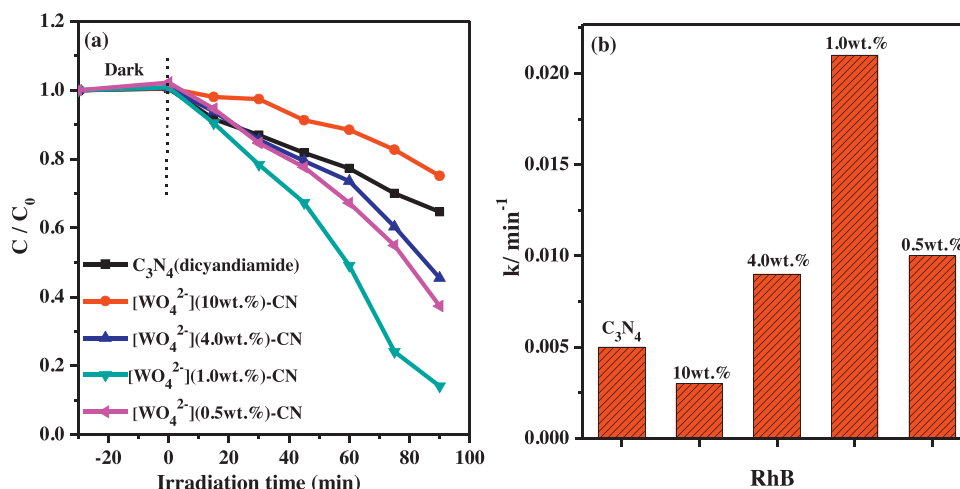 (a)
Dark
1.0
0.8
0.6
0.4
0.2
0.0
C / C0
C3N4(dicyandiamide)
[WO4^2-](10wt.%)-CN
[WO4^2-](4.0wt.%)-CN
[WO4^2-](1.0wt.%)-CN
[WO4^2-](0.5wt.%)-CN
-20 0 20 40 60 80 100
Irradiation time (min)
(b)
0.020
0.015
0.010
0.005
0.000
k/ min^-1
C3N4
10wt.%
4.0wt.%
1.0wt.%
0.5wt.%
RhB